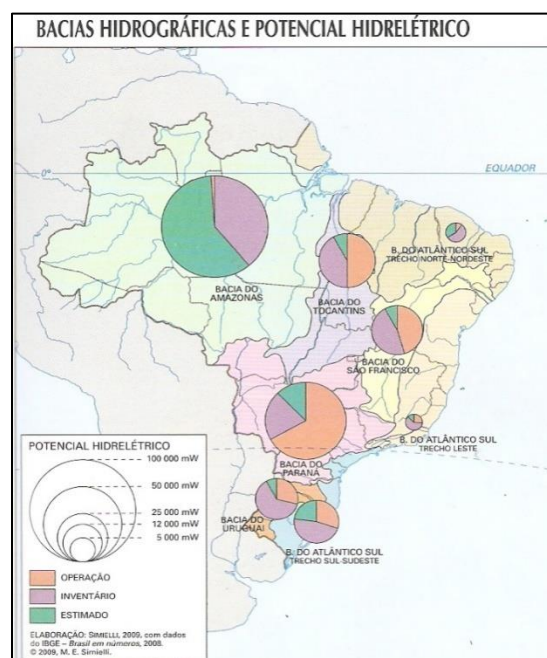 BACIAS HIDROGRÁFICAS E POTENCIAL HIDRELÉTRICO
0°
EQUADOR
B. DO ATLÂNTICO SUL
TRECHO NORTE-NORDESTE
BACIA DO
AMAZONAS
BACIA DO
TOCANTINS
BACIA DO
SÃO FRANCISCO
B. DO ATLÂNTICO SUL
TRECHO LESTE
BACIA DO
PARANÁ
BACIA DO
URUGUAI
B. DO ATLÂNTICO SUL
TRECHO SUL-SUDESTE
POTENCIAL HIDRELÉTRICO
100 000 mW
50 000 mW
25 000 mW
12 000 mW
5 000 mW
OPERAÇÃO
INVENTÁRIO
ESTIMADO
ELABORAÇÃO: SIMIELLI, 2009, com dados
do IBGE – Brasil em números, 2008.
© 2009, M. E. Simielli.